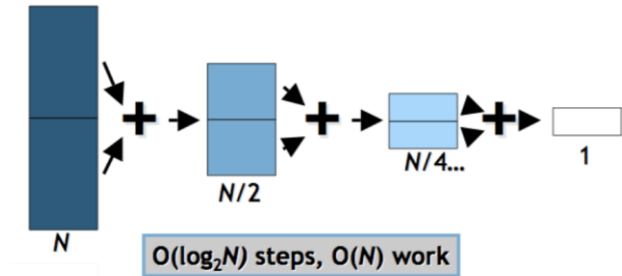 + + +
N
N/2
N/4...
1
O(log₂N) steps, O(N) work